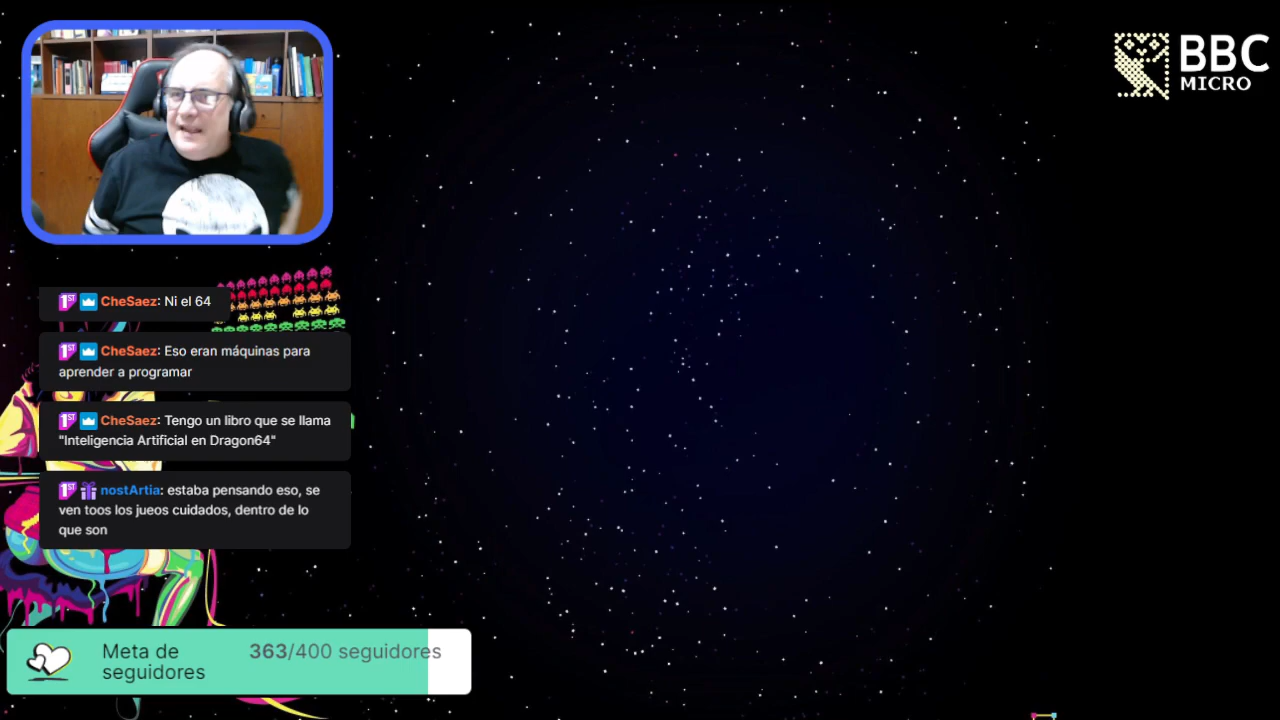 BBC
MICRO
1ST CheSaez: Ni el 64
1ST CheSaez: Eso eran máquinas para
aprender a programar
1ST CheSaez: Tengo un libro que se llama
"Inteligencia Artificial en Dragon64"
1ST nostArtia: estaba pensando eso, se
ven toos los jueos cuidados, dentro de lo
que son
Meta de
seguidores
363/400 seguidores